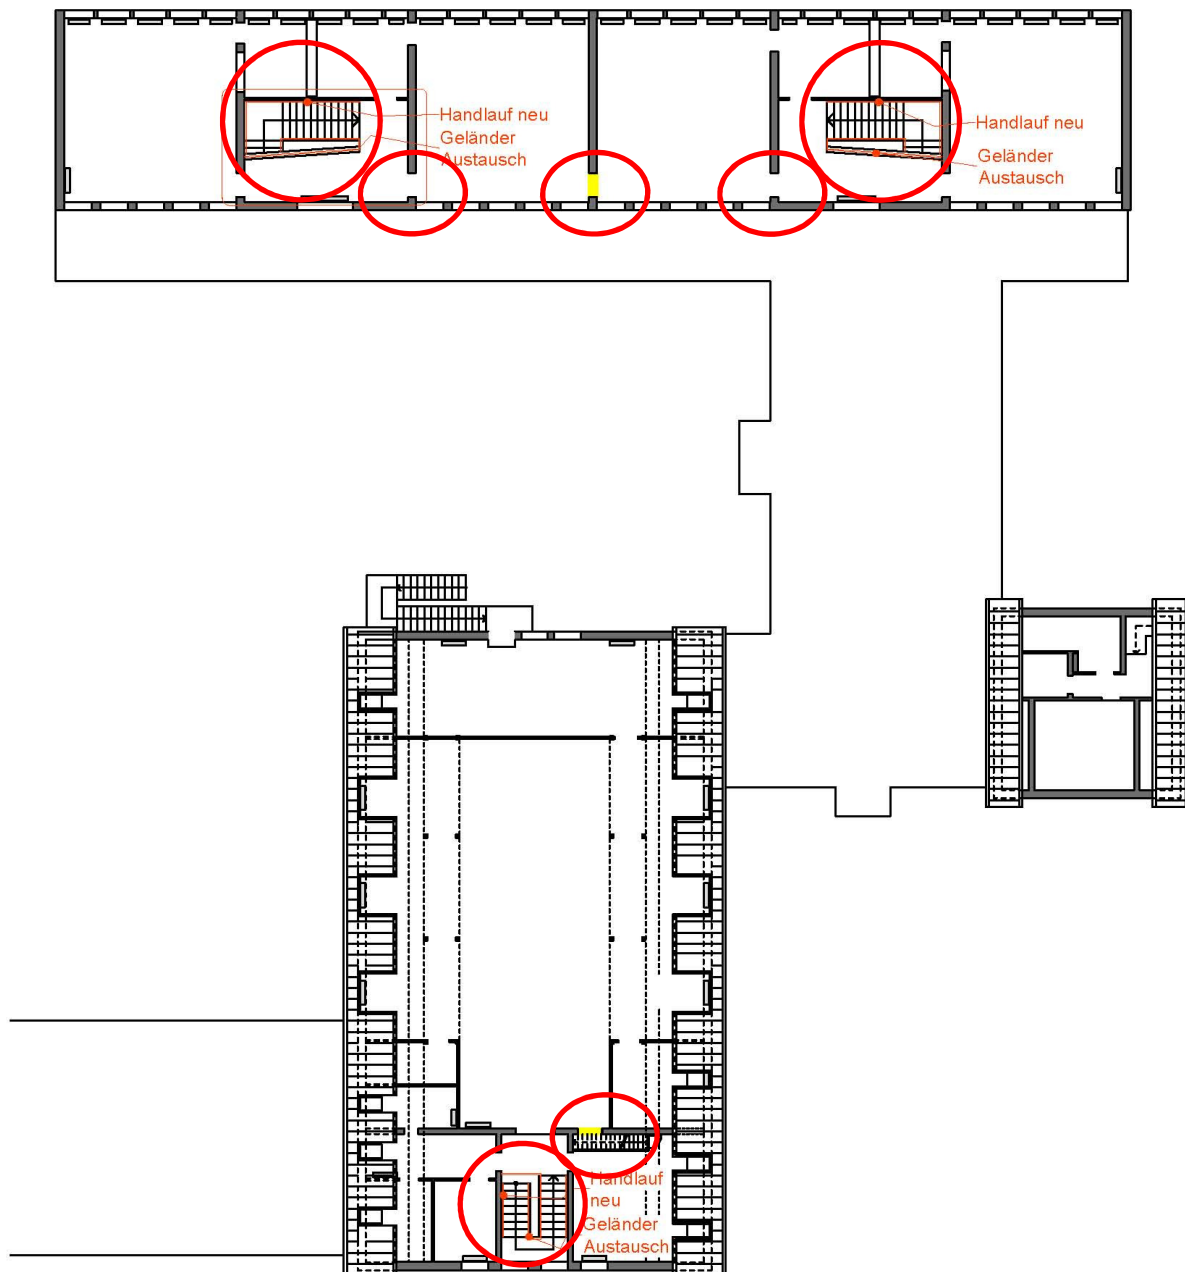 Handlauf neu
Geländer
Austausch
Handlauf neu
Geländer
Austausch
Handlauf
neu
Geländer
Austausch